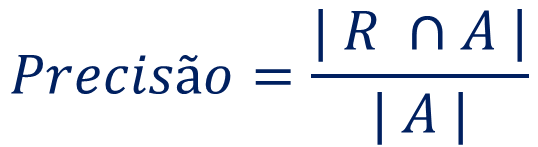 Precisão = | R ∩ A | / | A |